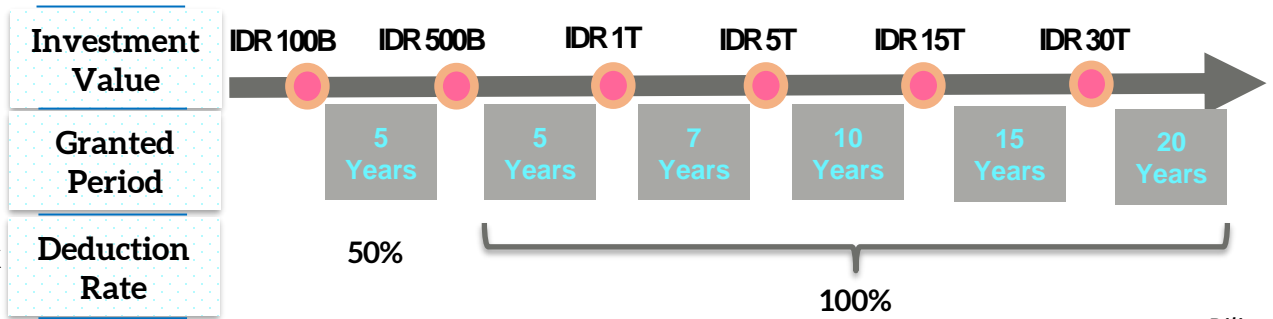 Investment
Value
IDR 100B
IDR 500B
IDR 1T
IDR 5T
IDR 15T
IDR 30T
Granted
Period
5
Years
5
Years
7
Years
10
Years
15
Years
20
Years
Deduction
Rate
50%
100%